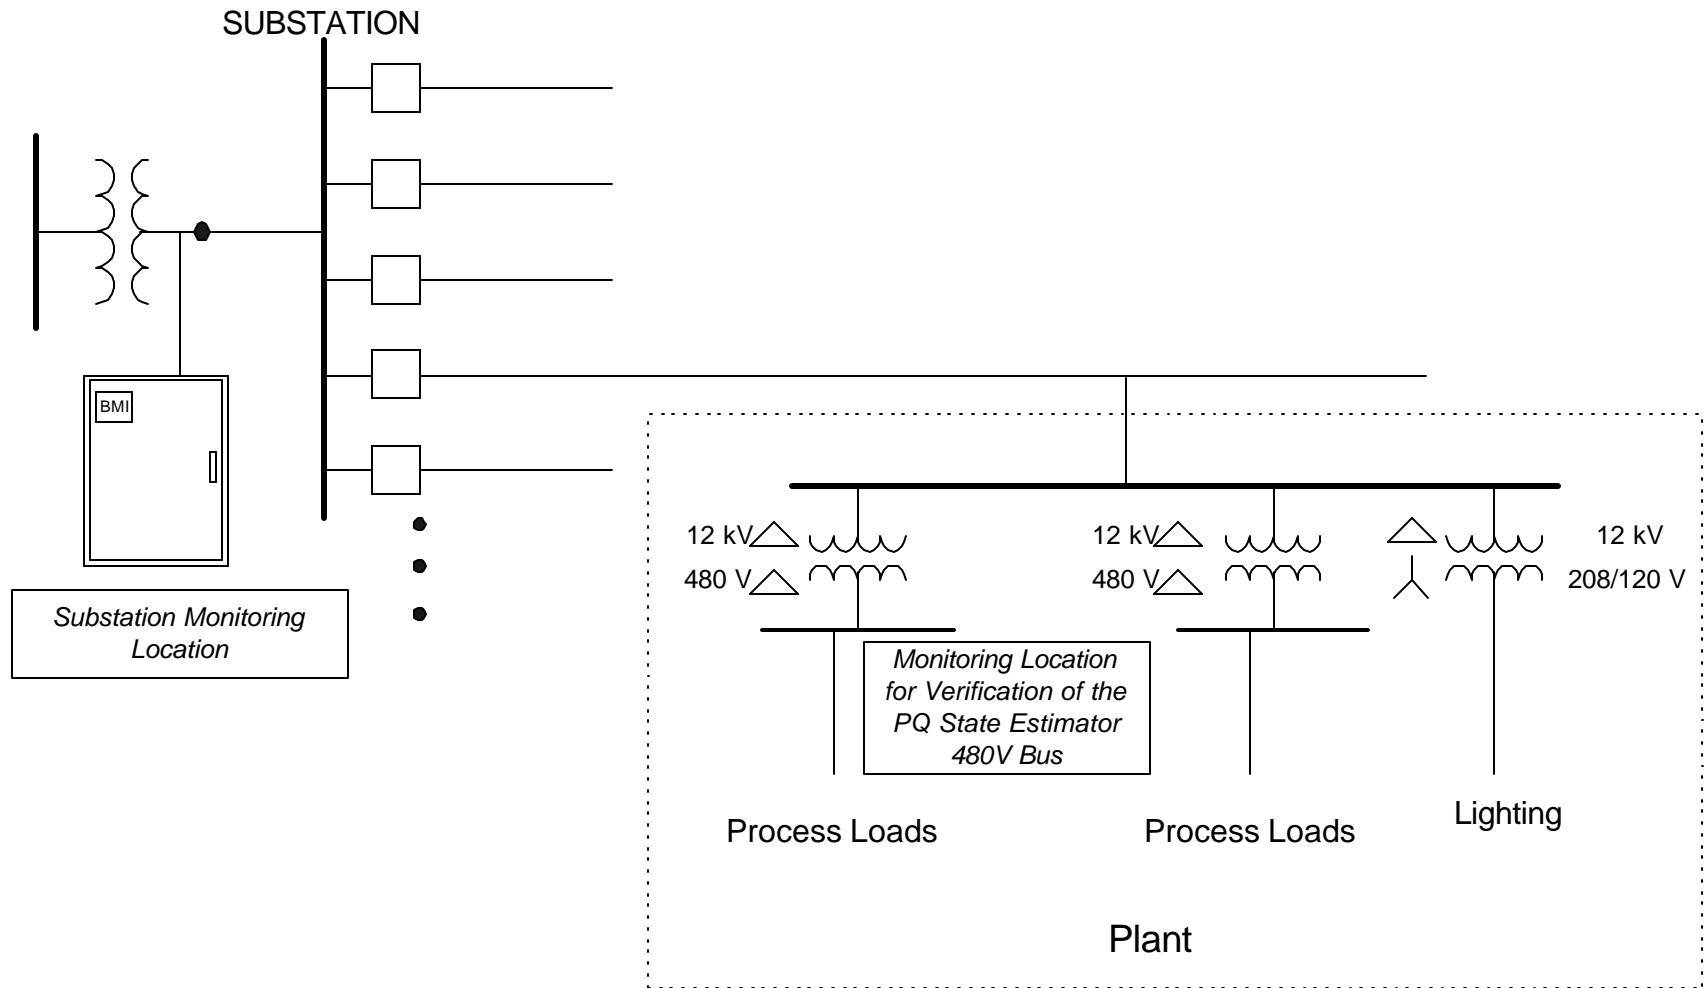 SUBSTATION
BMI
Substation Monitoring
Location
12 kV
480 V
12 kV
480 V
12 kV
208/120 V
Monitoring Location
for Verification of the
PQ State Estimator
480V Bus
Process Loads
Process Loads
Lighting
Plant